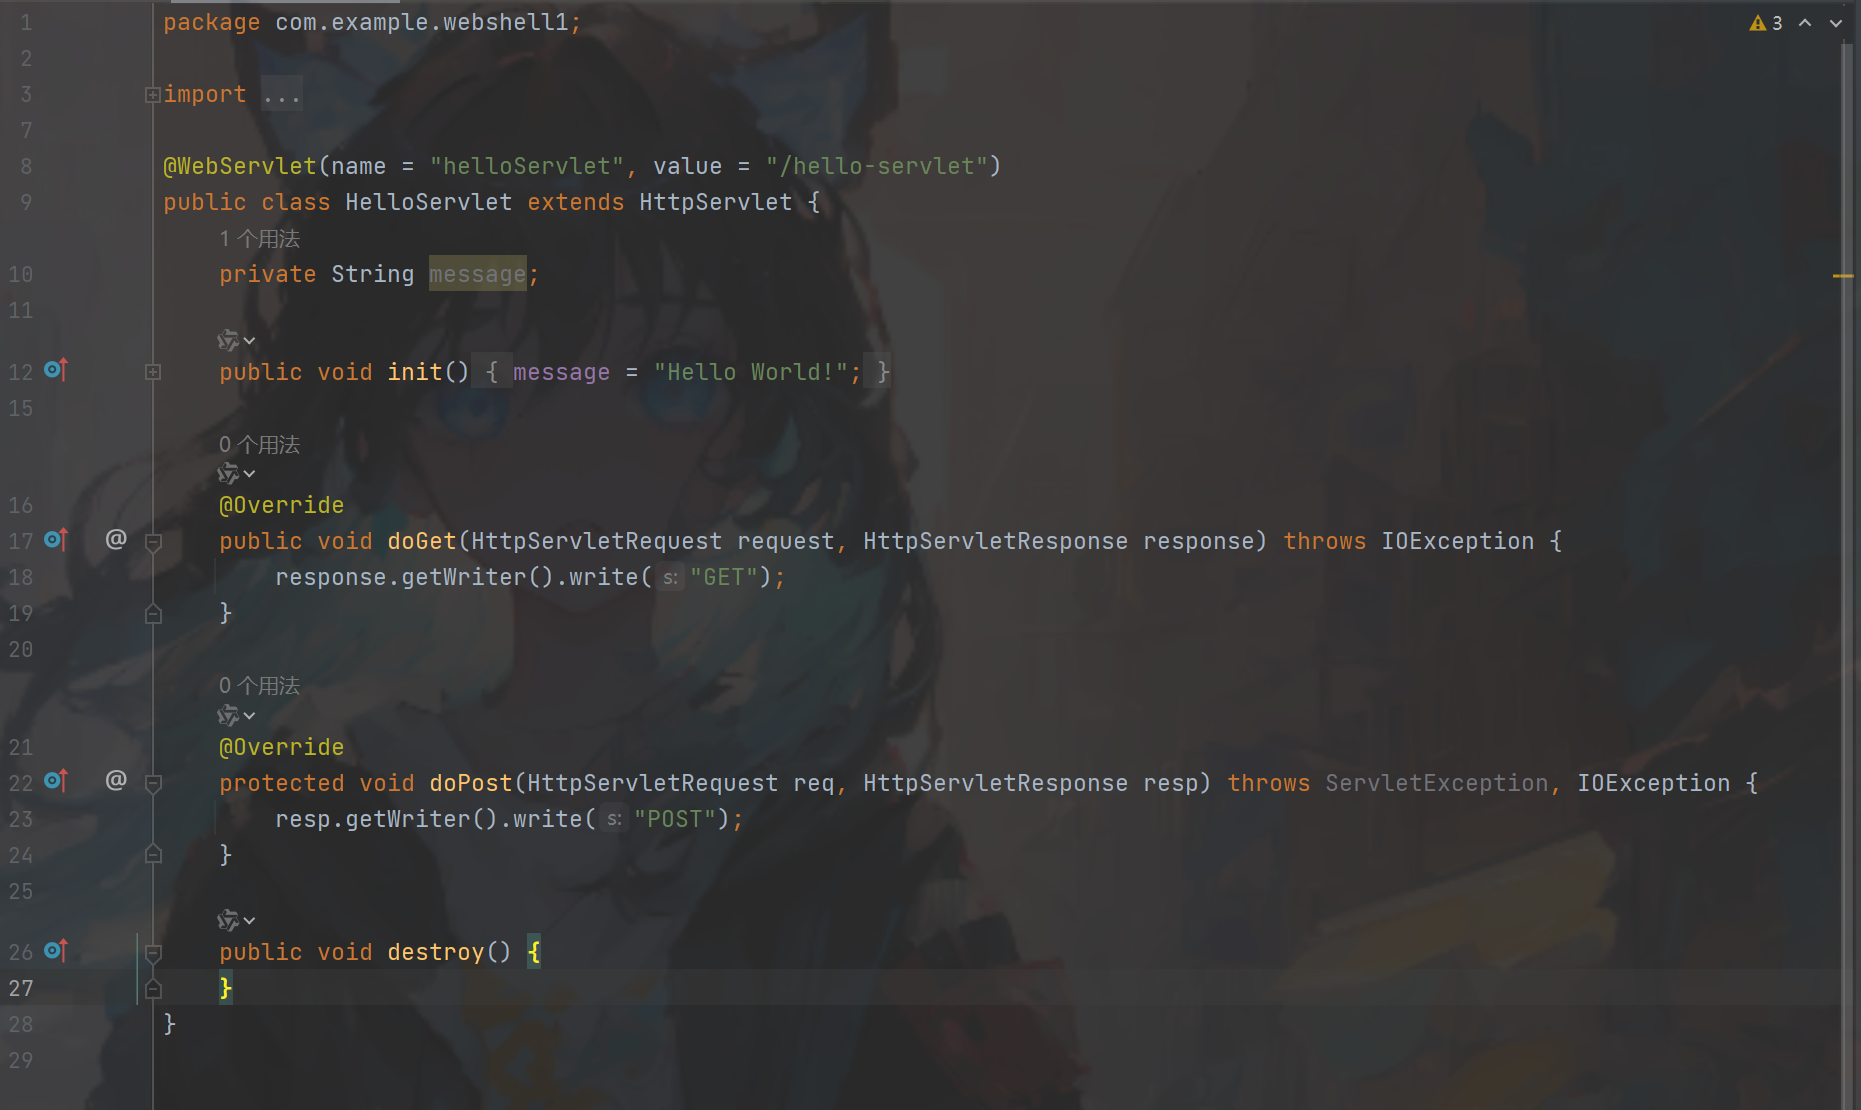 1 package com.example.webshell1;
3
2
3 import ...
7
8 @WebServlet(name = "helloServlet", value = "/hello-servlet")
9 public class HelloServlet extends HttpServlet {
1 个用法
10 private String message;
11
12 public void init() { message = "Hello World!"; }
15
0 个用法
16 @Override
17 @ public void doGet(HttpServletRequest request, HttpServletResponse response) throws IOException {
18 response.getWriter().write( s: "GET");
19 }
20
0 个用法
21 @Override
22 @ protected void doPost(HttpServletRequest req, HttpServletResponse resp) throws ServletException, IOException {
23 resp.getWriter().write( s: "POST");
24 }
25
26 public void destroy() {
27 }
28 }
29